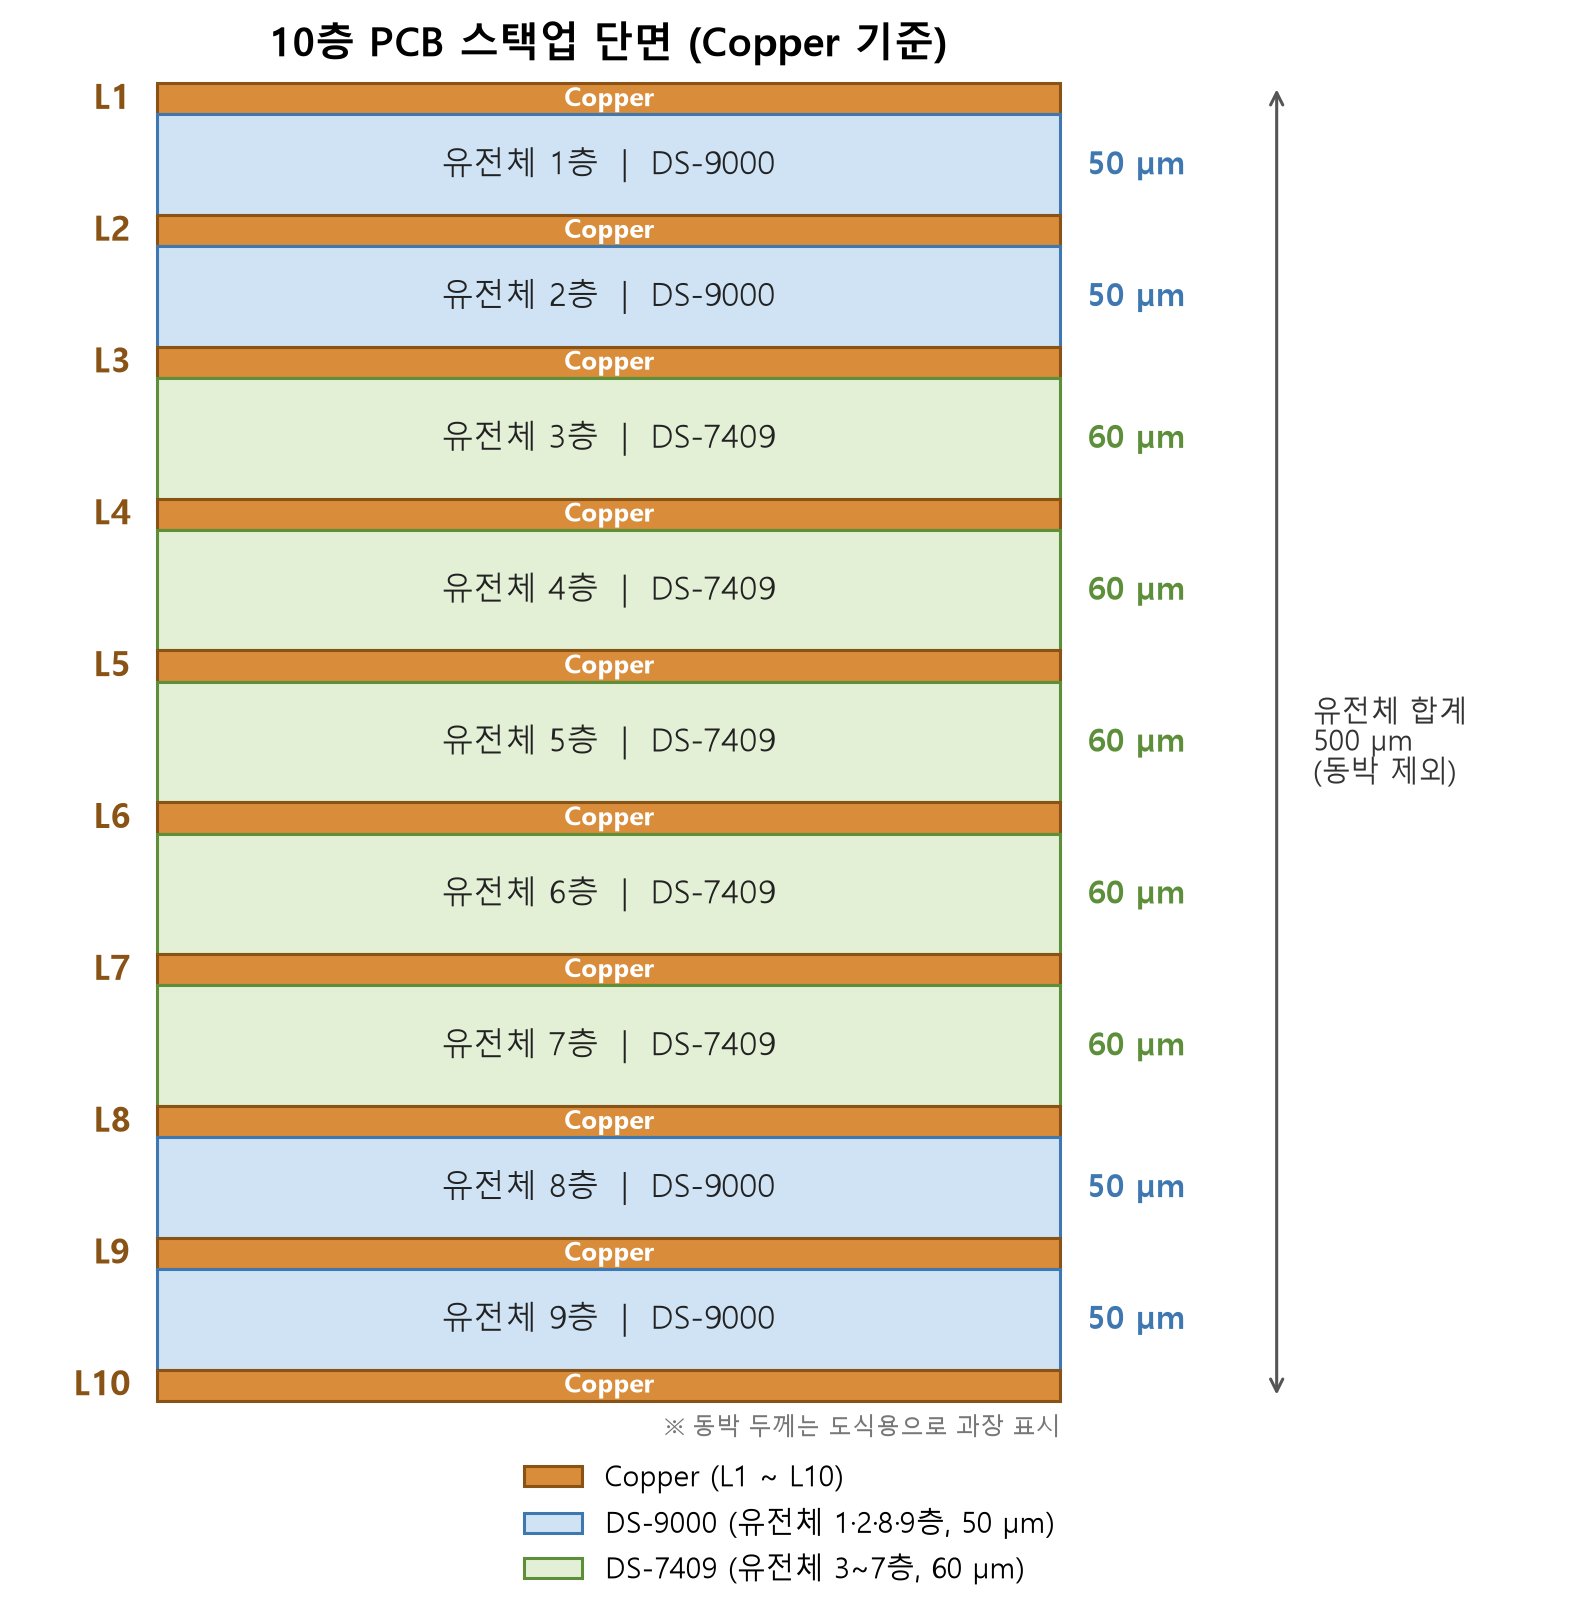 10층 PCB 스택업 단면 (Copper 기준)
L1
Copper
유전체 1층 | DS-9000
50 µm
L2
Copper
유전체 2층 | DS-9000
50 µm
L3
Copper
유전체 3층 | DS-7409
60 µm
L4
Copper
유전체 4층 | DS-7409
60 µm
L5
Copper
유전체 5층 | DS-7409
60 µm
유전체 합계
500 µm
(동박 제외)
L6
Copper
유전체 6층 | DS-7409
60 µm
L7
Copper
유전체 7층 | DS-7409
60 µm
L8
Copper
유전체 8층 | DS-9000
50 µm
L9
Copper
유전체 9층 | DS-9000
50 µm
L10
Copper
※ 동박 두께는 도식용으로 과장 표시
Copper (L1 ~ L10)
DS-9000 (유전체 1·2·8·9층, 50 µm)
DS-7409 (유전체 3~7층, 60 µm)